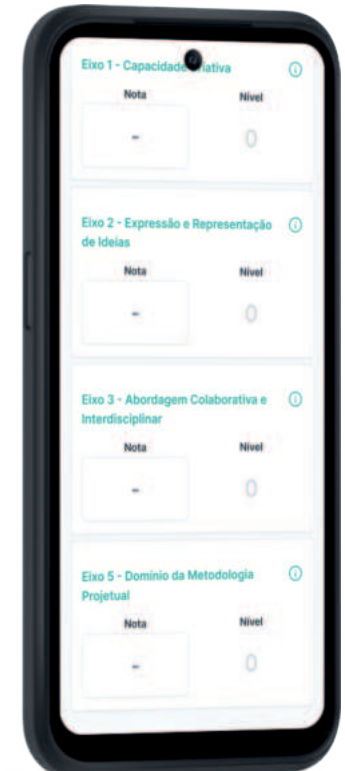 Eixo 1 - Capacidade Criativa
Nota Nível
- 0
Eixo 2 - Expressão e Representação
de Ideias
Nota Nível
- 0
Eixo 3 - Abordagem Colaborativa e
Interdisciplinar
Nota Nível
- 0
Eixo 5 - Domínio da Metodologia
Projetual
Nota Nível
- 0